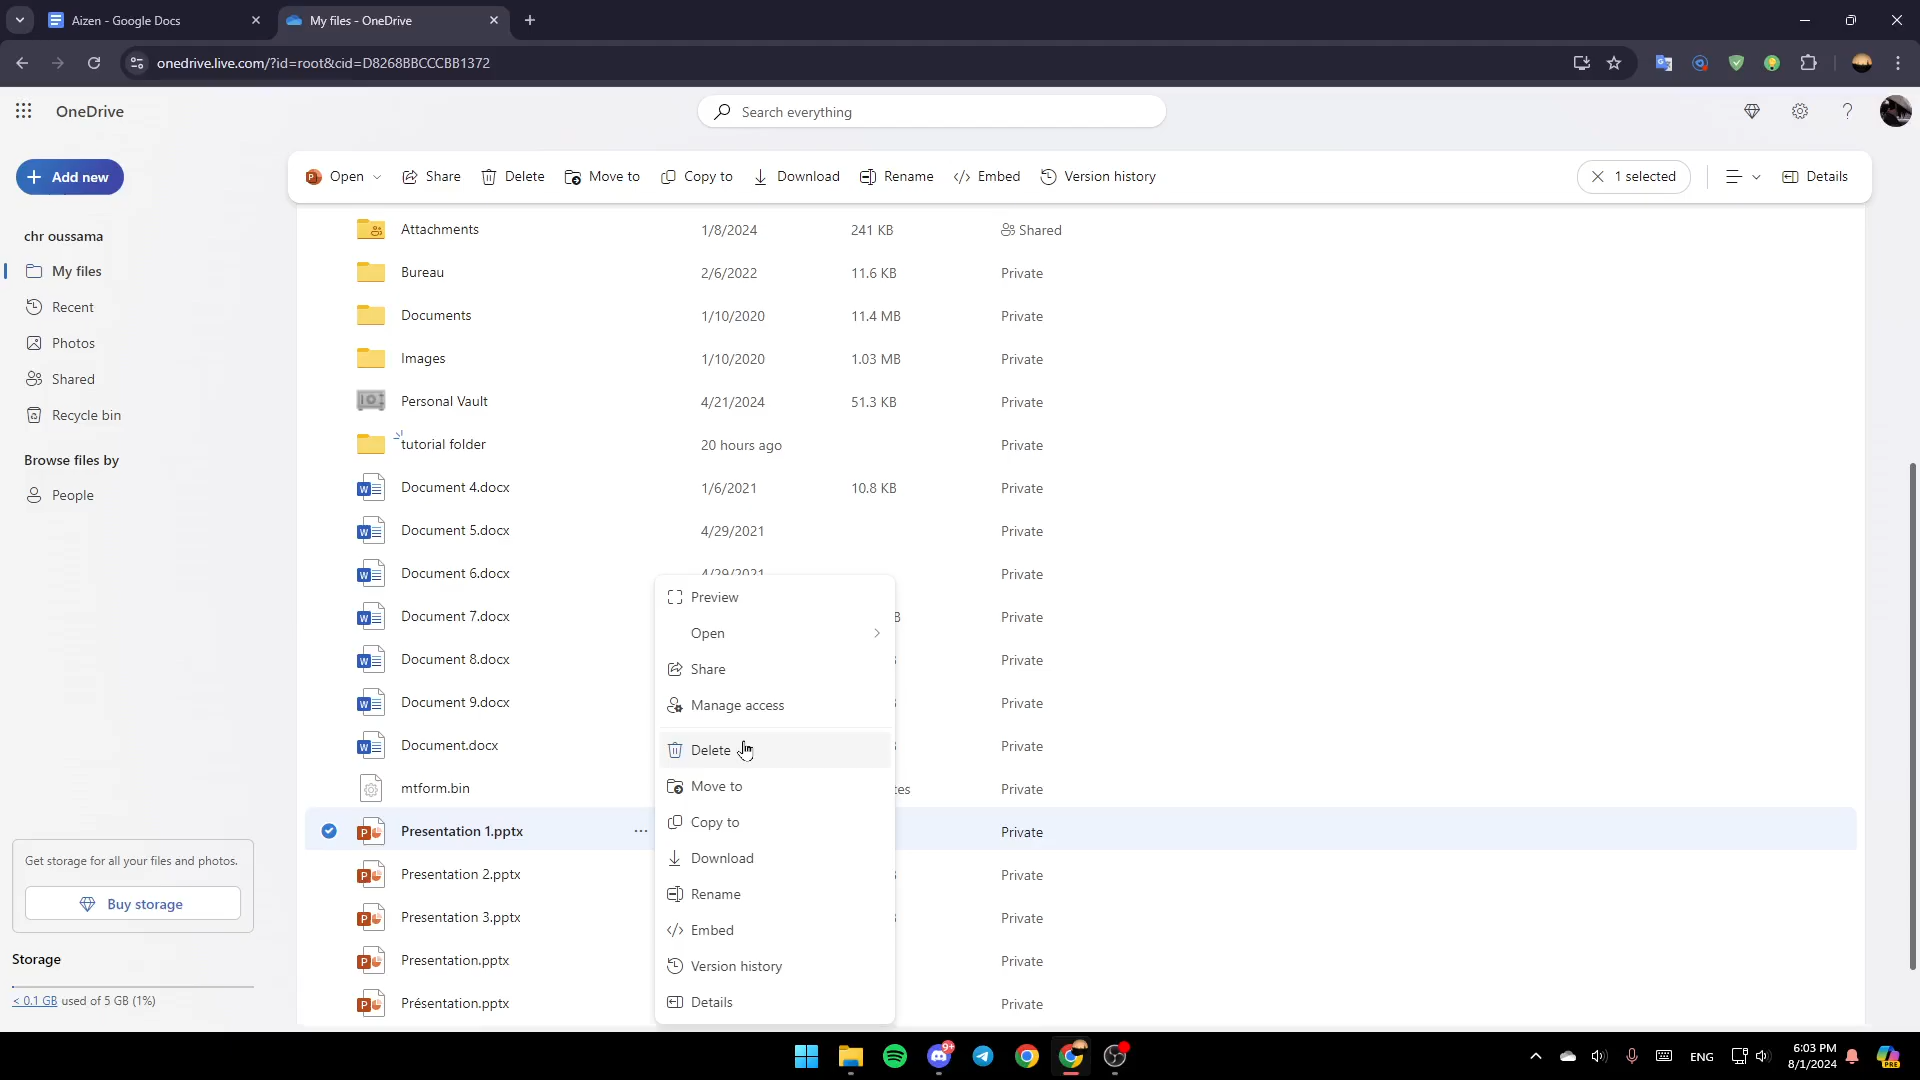 Aizen - Google Docs
My files - OneDrive
onedrive.live.com/?id=root&cid=D8268BBCCCBB1372
OneDrive
Search everything
Add new
Open
Share
Delete
Move to
Copy to
Download
Rename
Embed
Version history
1 selected
Details
chr oussama
My files
Recent
Photos
Shared
Recycle bin
Browse files by
People
Get storage for all your files and photos.
Buy storage
Storage
< 0.1 GB used of 5 GB (1%)
Attachments 1/8/2024 241 KB Shared
Bureau 2/6/2022 11.6 KB Private
Documents 1/10/2020 11.4 MB Private
Images 1/10/2020 1.03 MB Private
Personal Vault 4/21/2024 51.3 KB Private
tutorial folder 20 hours ago Private
Document 4.docx 1/6/2021 10.8 KB Private
Document 5.docx 4/29/2021 Private
Document 6.docx 4/29/2021 Private
Document 7.docx Private
Document 8.docx Private
Document 9.docx Private
Document.docx Private
mtform.bin Private
Presentation 1.pptx Private
Presentation 2.pptx Private
Presentation 3.pptx Private
Presentation.pptx Private
Présentation.pptx Private
Preview
Open
Share
Manage access
Delete
Move to
Copy to
Download
Rename
Embed
Version history
Details
9+
ENG
6:03 PM
8/1/2024
PRE